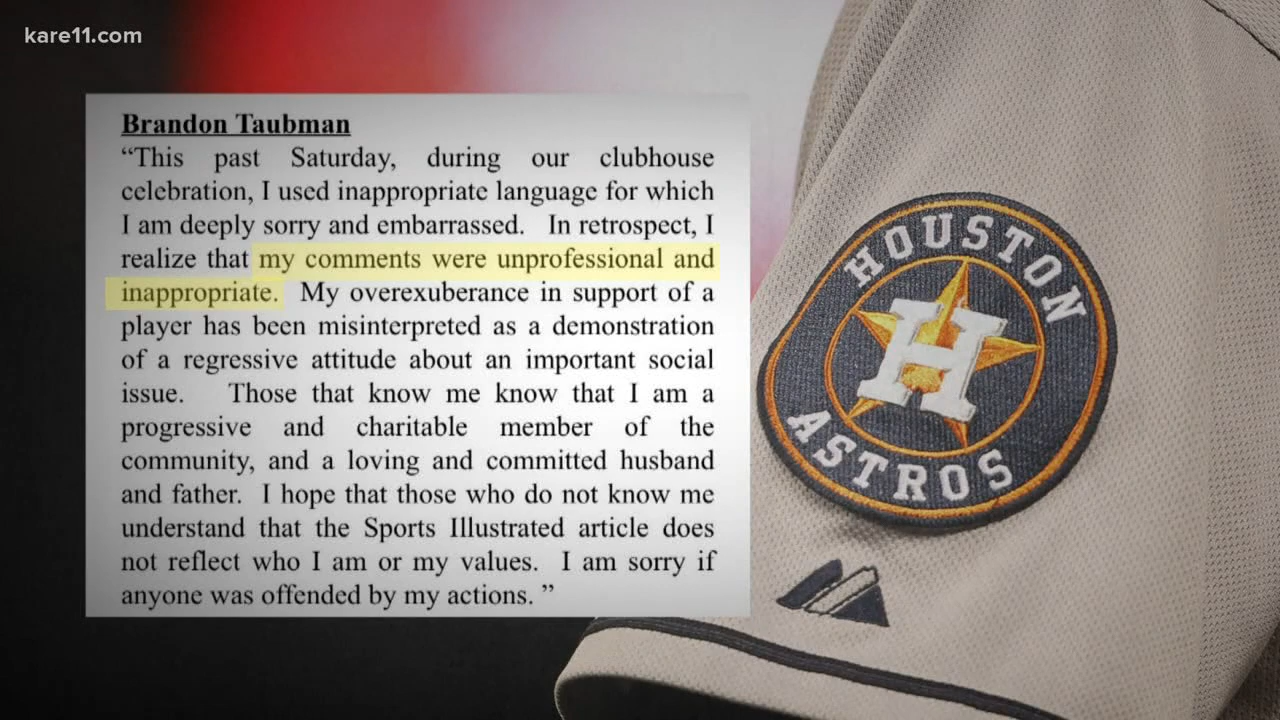 kare11.com
Brandon Taubman
“This past Saturday, during our clubhouse
celebration, I used inappropriate language for which
I am deeply sorry and embarrassed. In retrospect, I
realize that my comments were unprofessional and
inappropriate. My overexuberance in support of a
player has been misinterpreted as a demonstration
of a regressive attitude about an important social
issue. Those that know me know that I am a
progressive and charitable member of the
community, and a loving and committed husband
and father. I hope that those who do not know me
understand that the Sports Illustrated article does
not reflect who I am or my values. I am sorry if
anyone was offended by my actions. ”
HOUSTON
H
ASTROS